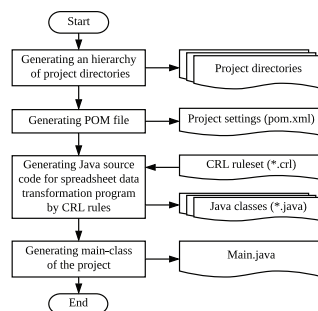 Start
Generating an hierarchy
of project directories
Project directories
Generating POM file
Project settings (pom.xml)
Generating Java source
code for spreadsheet data
transformation program
by CRL rules
CRL ruleset (*.crl)
Java classes (*.java)
Generating main-class
of the project
Main.java
End